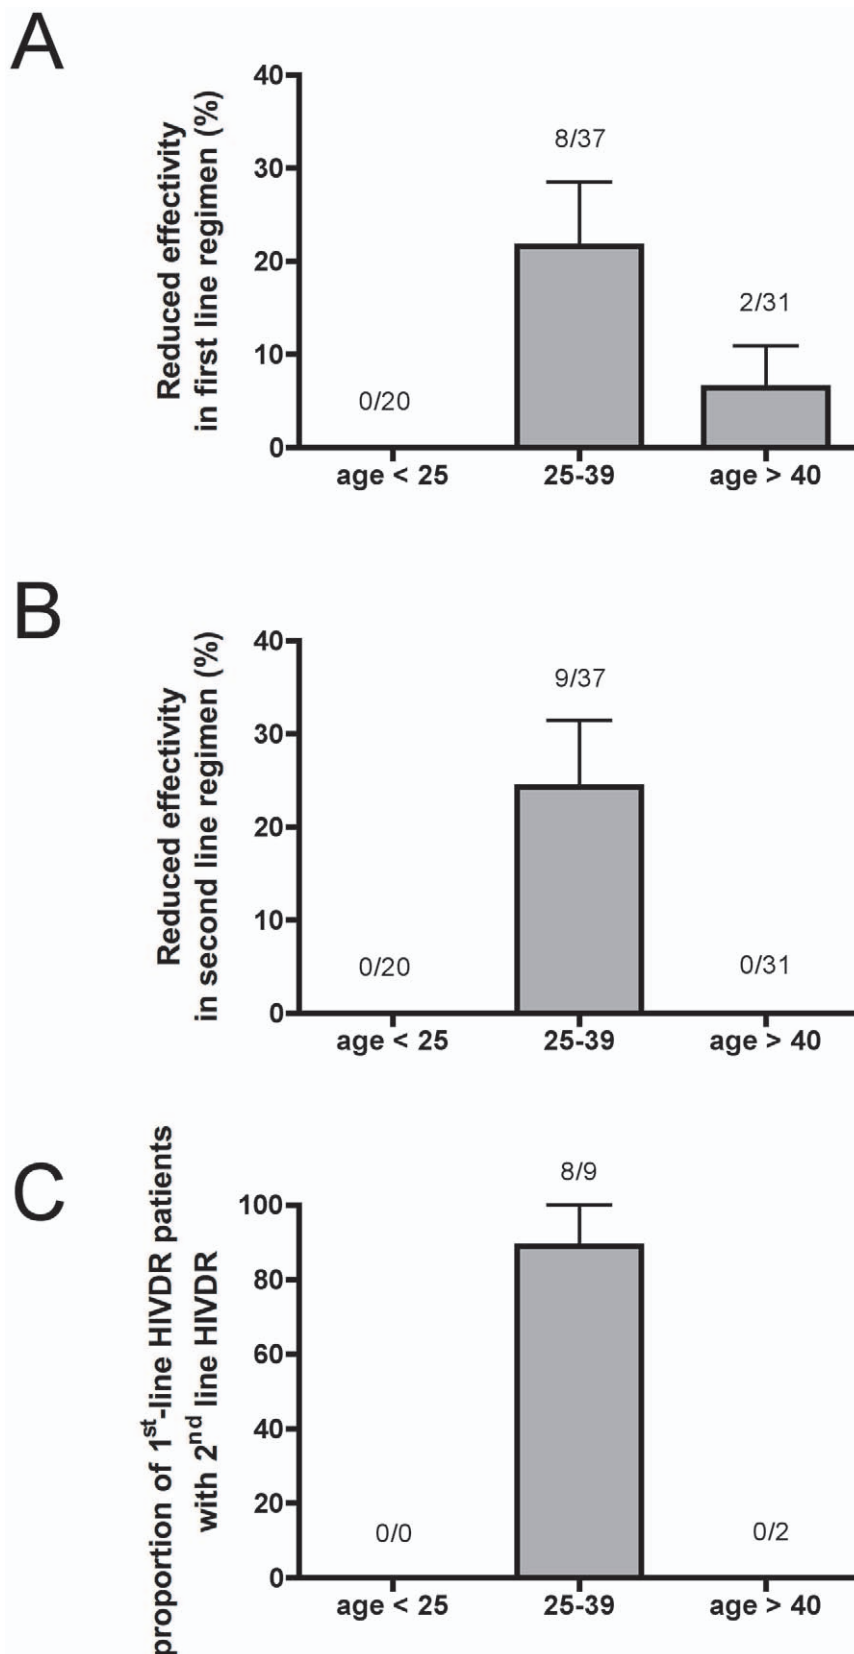 A
Reduced effectivity
in first line regimen (%)
40
30
20
10
0
0/20
8/37
2/31
age < 25
25-39
age > 40
B
Reduced effectivity
in second line regimen (%)
40
30
20
10
0
0/20
9/37
0/31
age < 25
25-39
age > 40
C
proportion of 1st-line HIVDR patients
with 2nd line HIVDR
100
80
60
40
20
0
0/0
8/9
0/2
age < 25
25-39
age > 40